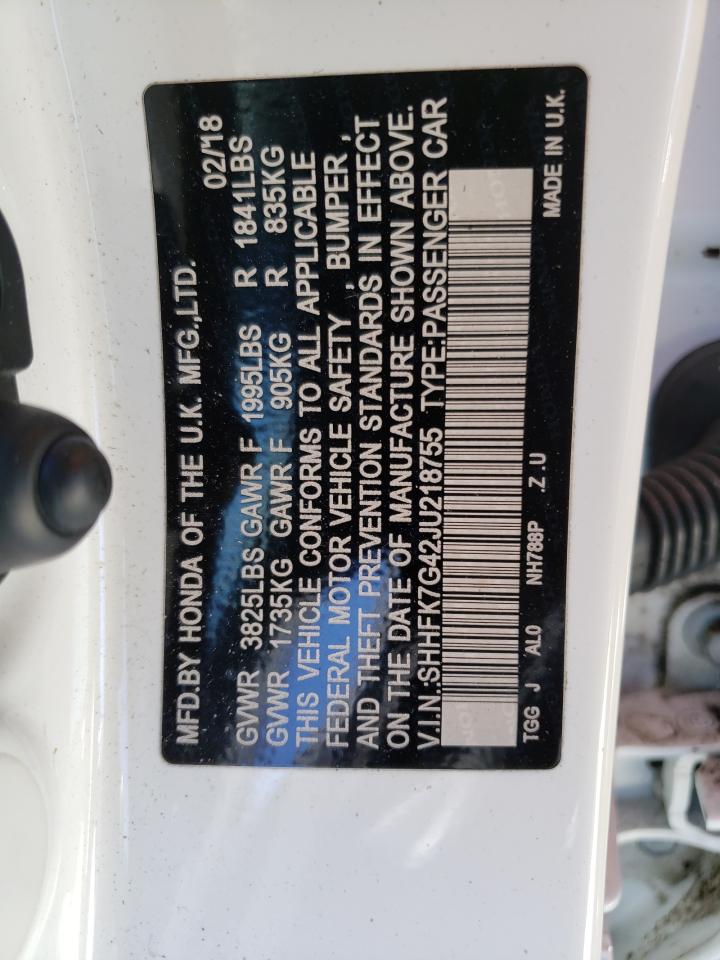 MFD.BY HONDA OF THE U.K. MFG.,LTD. 02/18
GVWR 3825LBS GAWR F 1995LBS R 1841LBS
GVWR 1735KG GAWR F 905KG R 835KG
THIS VEHICLE CONFORMS TO ALL APPLICABLE
FEDERAL MOTOR VEHICLE SAFETY , BUMPER ,
AND THEFT PREVENTION STANDARDS IN EFFECT
ON THE DATE OF MANUFACTURE SHOWN ABOVE.
V.I.N.:SHHFK7G42JU218755 TYPE:PASSENGER CAR
TGG J AL0 NH788P .Z .U MADE IN U.K.